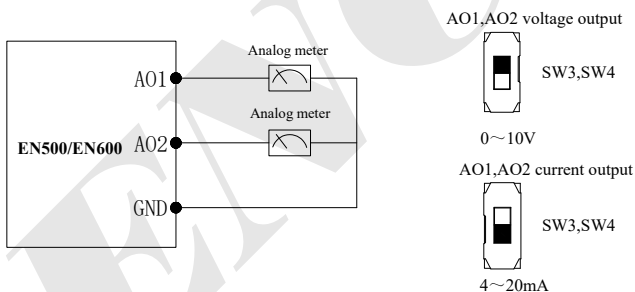 AO1,AO2 voltage output
SW3,SW4
0～10V
AO1,AO2 current output
SW3,SW4
4～20mA
Analog meter
AO1
Analog meter
EN500/EN600 AO2
GND